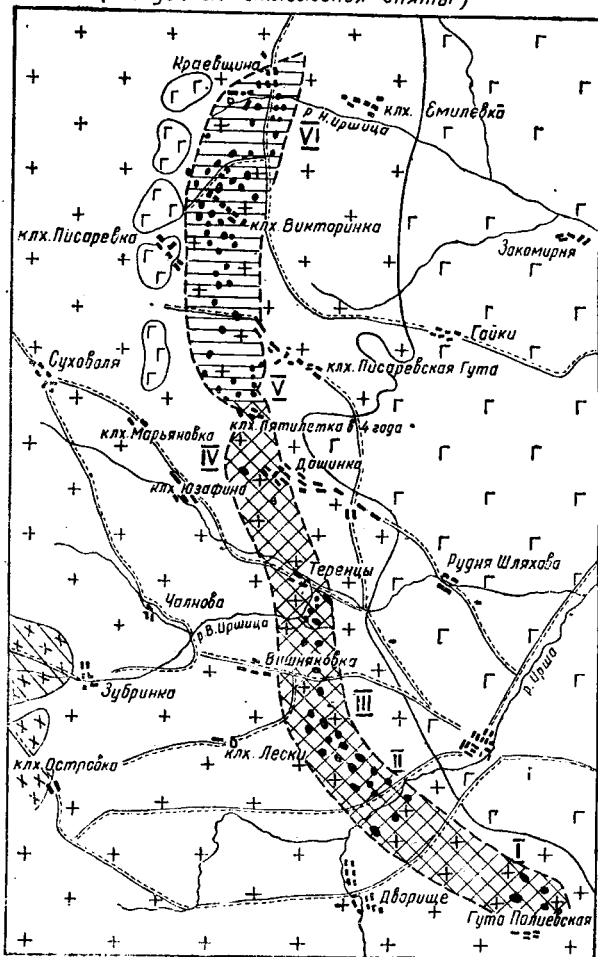 Краевщина
р. Н. Иршица
клх. Емилевка
VI
клх. Викторинка
клх. Писаревка
Закомирня
Гайки
Суховоля
клх. Писаревская Гута
V
клх. Пятилетка в 4 года
клх. Марьяновка
IV
Дашинка
клх. Юзафина
Теренцы
Рудня Шляхова
Чалнова
р. В. Иршица
р. Ирша
Вишняковка
Зубринка
III
клх. Лески
II
клх. Островка
I
Дворище
Гута Полиевская